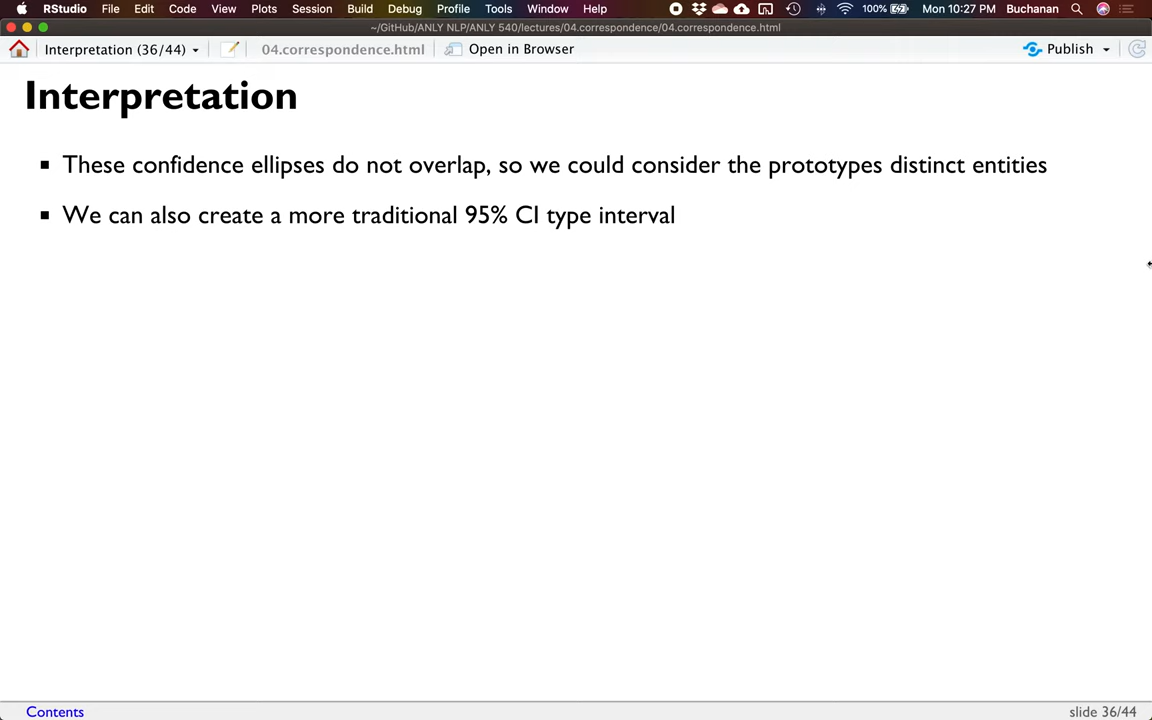 RStudio File Edit Code View Plots Session Build Debug Profile Tools Window Help 100% Mon 10:27 PM Buchanan
~/GitHub/ANLY NLP/ANLY 540/lectures/04.correspondence/04.correspondence.html
Interpretation (36/44) 04.correspondence.html Open in Browser Publish
Interpretation
▪ These confidence ellipses do not overlap, so we could consider the prototypes distinct entities
▪ We can also create a more traditional 95% CI type interval
Contents slide 36/44